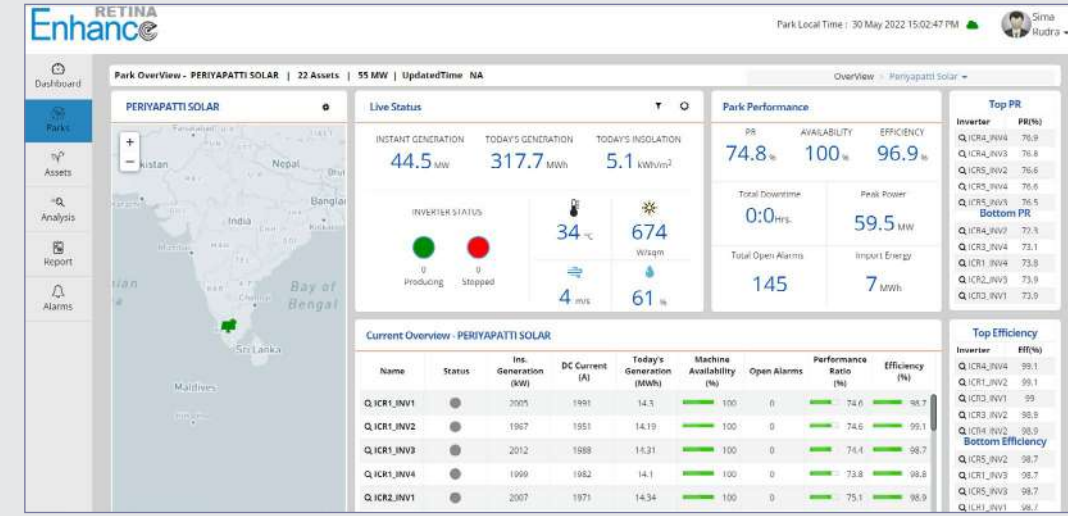 RETINA
Enhance
Park Local Time : 30 May 2022 15:02:47 PM
Sima
Rudra
Dashboard
Parks
Assets
Analysis
Report
Alarms
Park OverView - PERIYAPATTI SOLAR | 22 Assets | 55 MW | UpdatedTime NA
OverView
Periyapatti Solar
PERIYAPATTI SOLAR
+
−
Nepal
India
Bay of
Bengal
Sri Lanka
Maldives
Live Status
INSTANT GENERATION
TODAY'S GENERATION
TODAY'S INSOLATION
44.5 MW
317.7 MWh
5.1 kWh/m²
INVERTER STATUS
0
Producing
0
Stopped
34 °C
674
W/sqm
4 m/s
61 %
Park Performance
PR
AVAILABILITY
EFFICIENCY
74.8 %
100 %
96.9 %
Total Downtime
Peak Power
0:0 Hrs.
59.5 MW
Total Open Alarms
Import Energy
145
7 MWh
Top PR
Inverter PR(%)
ICR4_INV4 76.9
ICR4_INV3 76.8
ICR5_INV2 76.6
ICR5_INV4 76.6
ICR5_INV3 76.5
Bottom PR
ICR4_INV2 72.3
ICR3_INV4 73.1
ICR1_INV4 73.8
ICR2_INV3 73.9
ICR3_INV1 73.9
Current Overview - PERIYAPATTI SOLAR
Name Status Ins. Generation (kW) DC Current (A) Today's Generation (MWh) Machine Availability (%) Open Alarms Performance Ratio (%) Efficiency (%)
ICR1_INV1 2005 1991 14.3 100 0 74.6 98.7
ICR1_INV2 1967 1951 14.19 100 0 74.6 99.1
ICR1_INV3 2012 1988 14.31 100 0 74.4 98.7
ICR1_INV4 1999 1982 14.1 100 0 73.8 98.8
ICR2_INV1 2007 1971 14.34 100 0 75.1 98.9
Top Efficiency
Inverter Eff(%)
ICR4_INV4 99.1
ICR1_INV2 99.1
ICR3_INV1 99
ICR3_INV2 98.9
ICR4_INV2 98.9
Bottom Efficiency
ICR5_INV2 98.7
ICR1_INV3 98.7
ICR5_INV3 98.7
ICR1_INV1 98.7